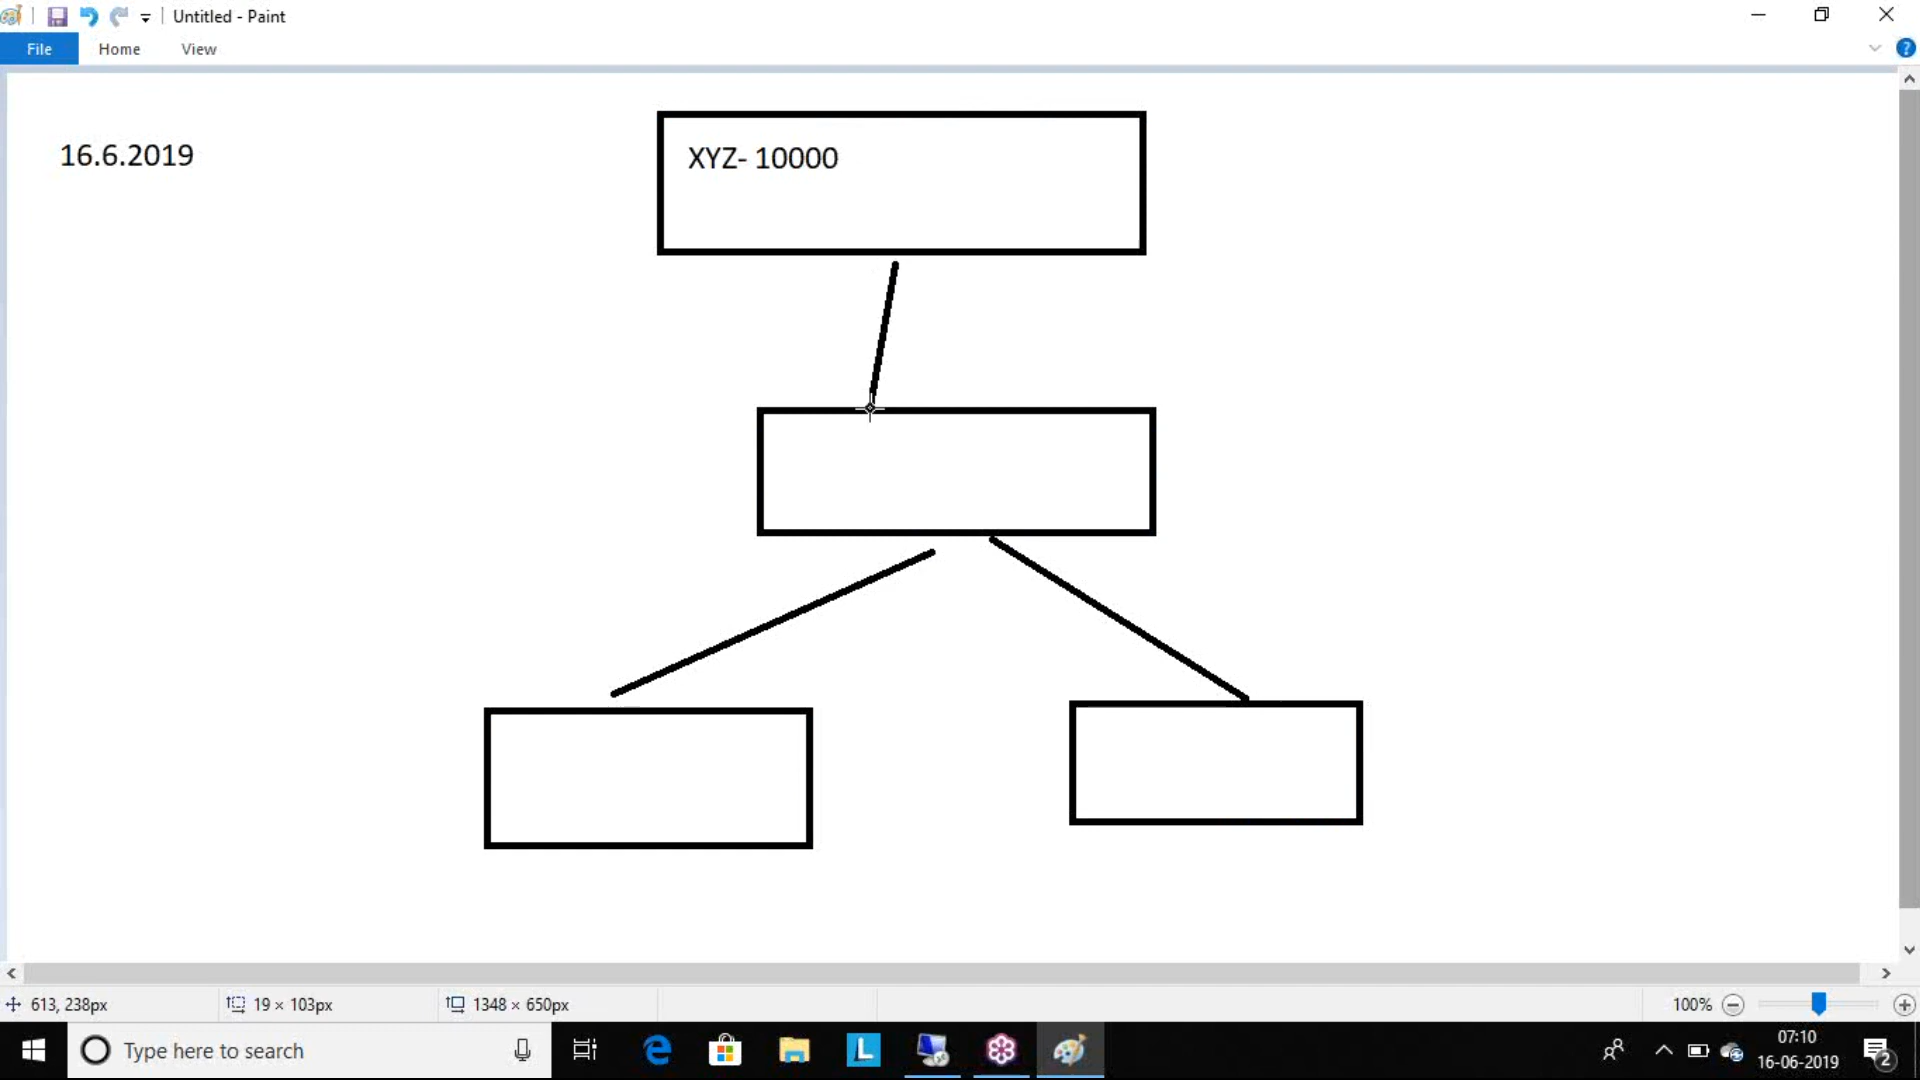 Untitled - Paint
File Home View
16.6.2019
XYZ- 10000
613, 238px 19 × 103px 1348 × 650px 100%
Type here to search
07:10
16-06-2019
2